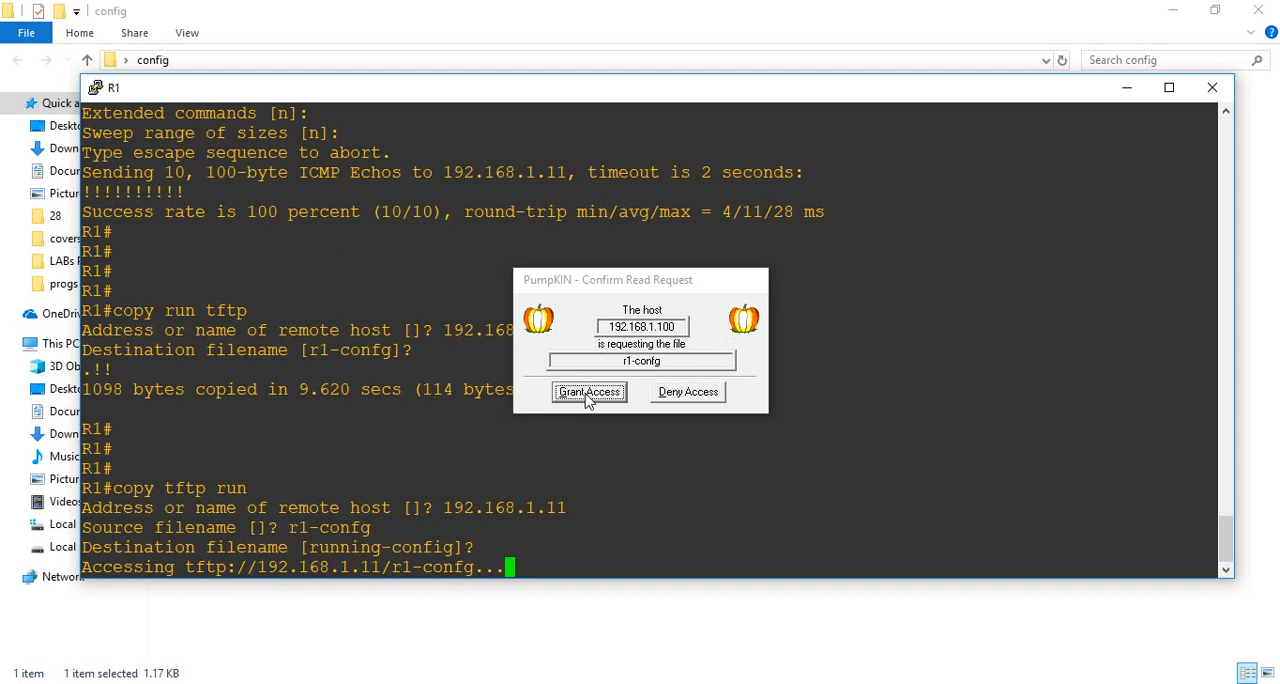 config
File Home Share View
config
Search config
R1
Quick a
Deskt
Down
Docur
Pictur
28
covers
LABs
progs
OneDriv
This PC
3D Ob
Deskt
Docur
Down
Music
Pictur
Videos
Local
Local
Network
Extended commands [n]:
Sweep range of sizes [n]:
Type escape sequence to abort.
Sending 10, 100-byte ICMP Echos to 192.168.1.11, timeout is 2 seconds:
!!!!!!!!!!
Success rate is 100 percent (10/10), round-trip min/avg/max = 4/11/28 ms
R1#
R1#
R1#
R1#
R1#copy run tftp
Address or name of remote host []? 192.168
Destination filename [r1-confg]?
.!!
1098 bytes copied in 9.620 secs (114 bytes
R1#
R1#
R1#
R1#copy tftp run
Address or name of remote host []? 192.168.1.11
Source filename []? r1-confg
Destination filename [running-config]?
Accessing tftp://192.168.1.11/r1-confg...
PumpKIN - Confirm Read Request
The host
192.168.1.100
is requesting the file
r1-confg
Grant Access Deny Access
1 item 1 item selected 1.17 KB